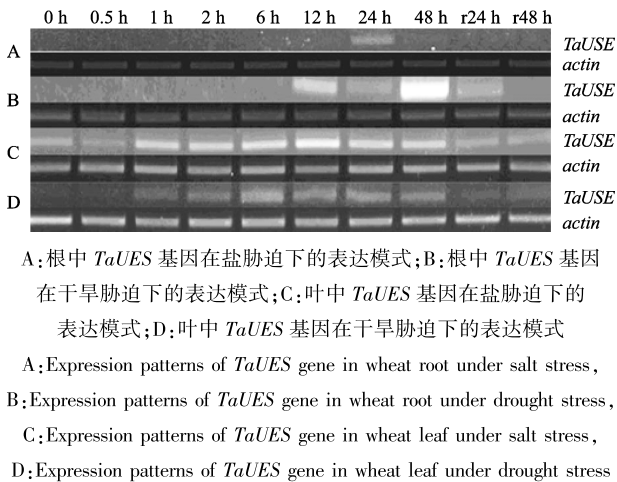 0 h 0.5 h 1 h 2 h 6 h 12 h 24 h 48 h r24 h r48 h
A TaUSE
actin
B TaUSE
actin
C TaUSE
actin
D TaUSE
actin
A:根中 TaUES 基因在盐胁迫下的表达模式;B:根中 TaUES 基因
在干旱胁迫下的表达模式;C:叶中 TaUES 基因在盐胁迫下的
表达模式;D:叶中 TaUES 基因在干旱胁迫下的表达模式
A:Expression patterns of TaUES gene in wheat root under salt stress,
B:Expression patterns of TaUES gene in wheat root under drought stress,
C:Expression patterns of TaUES gene in wheat leaf under salt stress,
D:Expression patterns of TaUES gene in wheat leaf under drought stress